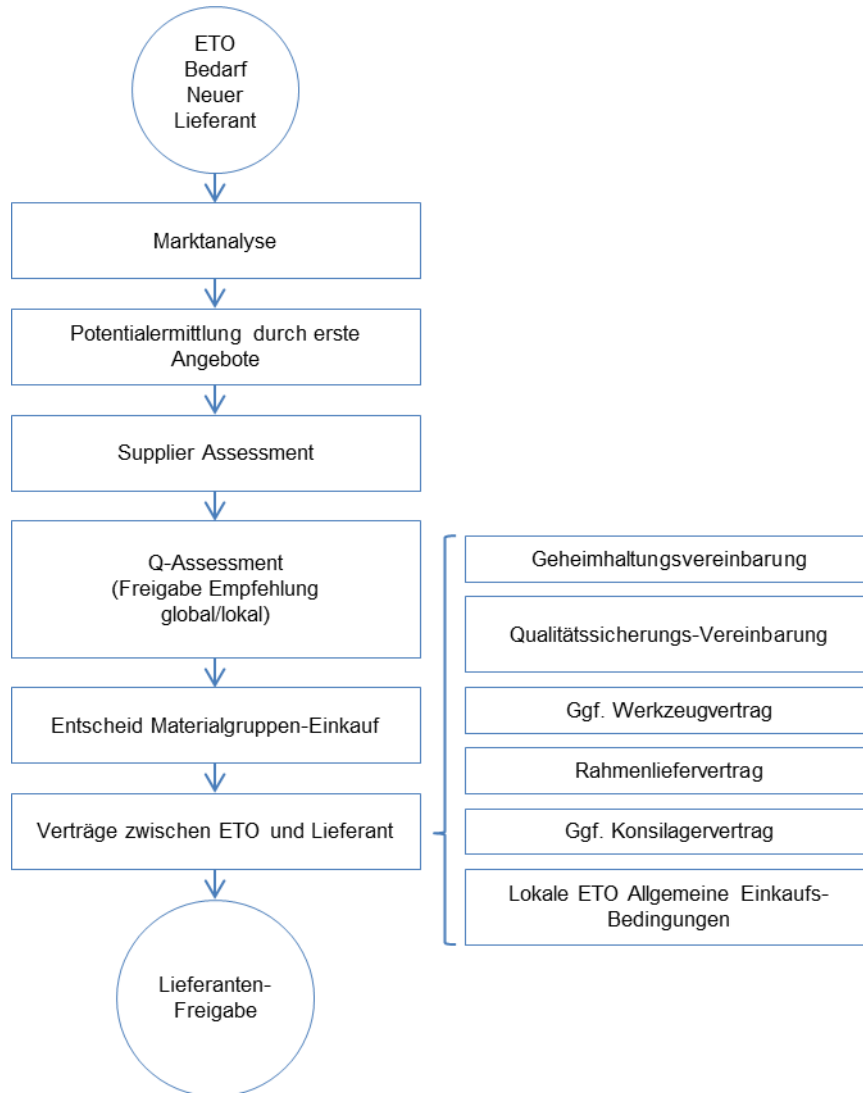 ETO
Bedarf
Neuer
Lieferant
Marktanalyse
Potentialermittlung durch erste
Angebote
Supplier Assessment
Q-Assessment
(Freigabe Empfehlung
global/lokal)
Entscheid Materialgruppen-Einkauf
Verträge zwischen ETO und Lieferant
Geheimhaltungsvereinbarung
Qualitätssicherungs-Vereinbarung
Ggf. Werkzeugvertrag
Rahmenliefervertrag
Ggf. Konsilagervertrag
Lokale ETO Allgemeine Einkaufs-
Bedingungen
Lieferanten-
Freigabe